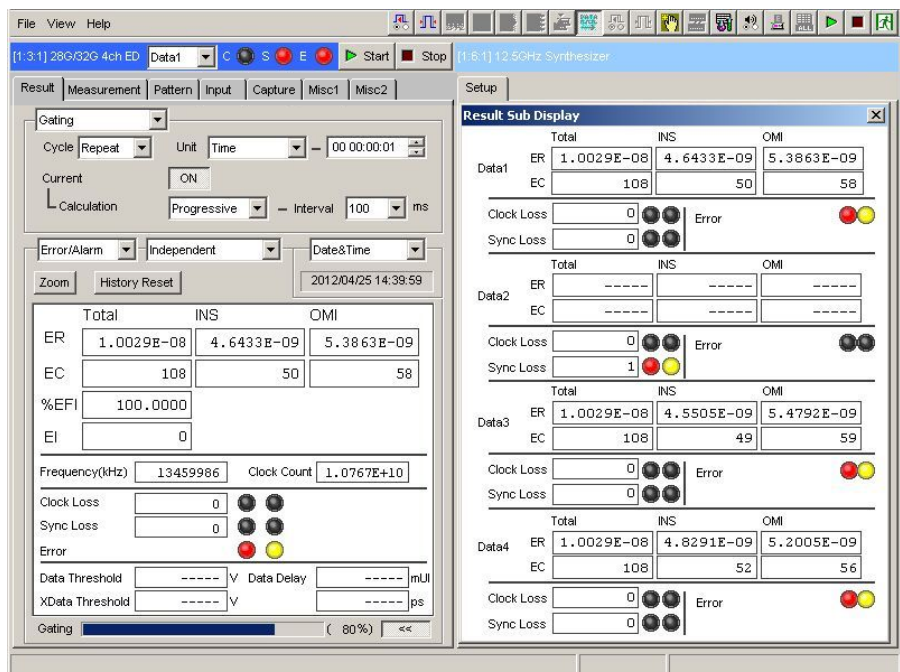 File View Help
[1:3:1] 28G/32G 4ch ED Data1 C S E Start Stop [1:6:1] 12.5GHz Synthesizer
Result Measurement Pattern Input Capture Misc1 Misc2
Gating
Cycle Repeat Unit Time – 00 00:00:01
Current ON
Calculation Progressive – Interval 100 ms
Error/Alarm Independent Date&Time
Zoom History Reset 2012/04/25 14:39:59
Total INS OMI
ER 1.0029E-08 4.6433E-09 5.3863E-09
EC 108 50 58
%EFI 100.0000
EI 0
Frequency(kHz) 13459986 Clock Count 1.0767E+10
Clock Loss 0
Sync Loss 0
Error
Data Threshold ----- V Data Delay ----- mUI
XData Threshold ----- V ----- ps
Gating ( 80%) <<
Setup
Result Sub Display
Total INS OMI
Data1
ER 1.0029E-08 4.6433E-09 5.3863E-09
EC 108 50 58
Clock Loss 0 Error
Sync Loss 0
Total INS OMI
Data2
ER ----- ----- -----
EC ----- ----- -----
Clock Loss 0 Error
Sync Loss 1
Total INS OMI
Data3
ER 1.0029E-08 4.5505E-09 5.4792E-09
EC 108 49 59
Clock Loss 0 Error
Sync Loss 0
Total INS OMI
Data4
ER 1.0029E-08 4.8291E-09 5.2005E-09
EC 108 52 56
Clock Loss 0 Error
Sync Loss 0